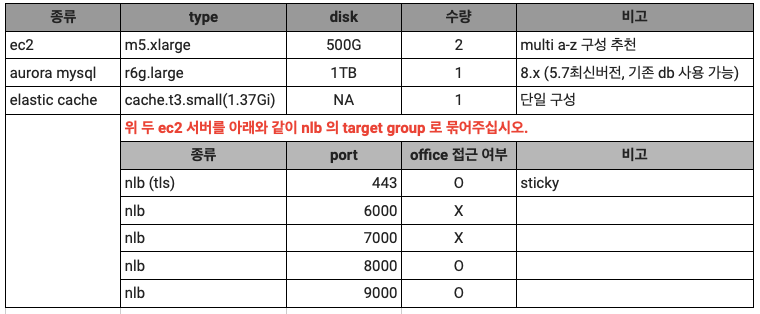 종류 type disk 수량 비고
ec2 m5.xlarge 500G 2 multi a-z 구성 추천
aurora mysql r6g.large 1TB 1 8.x (5.7최신버전, 기존 db 사용 가능)
elastic cache cache.t3.small(1.37Gi) NA 1 단일 구성
위 두 ec2 서버를 아래와 같이 nlb 의 target group 로 묶어주십시오.
종류 port office 접근 여부 비고
nlb (tls) 443 O sticky
nlb 6000 X
nlb 7000 X
nlb 8000 O
nlb 9000 O